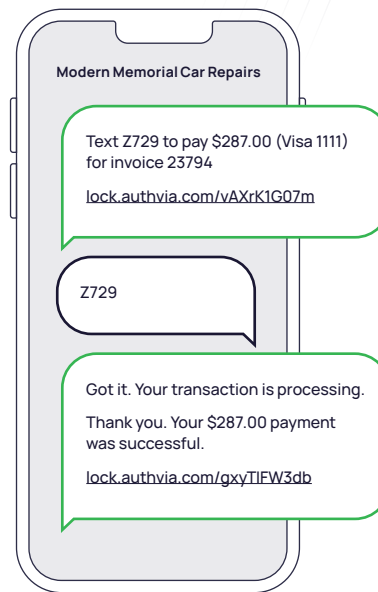 Modern Memorial Car Repairs
Text Z729 to pay $287.00 (Visa 1111)
for invoice 23794
lock.authvia.com/vAXrK1G07m
Z729
Got it. Your transaction is processing.
Thank you. Your $287.00 payment
was successful.
lock.authvia.com/gxyTlFW3db